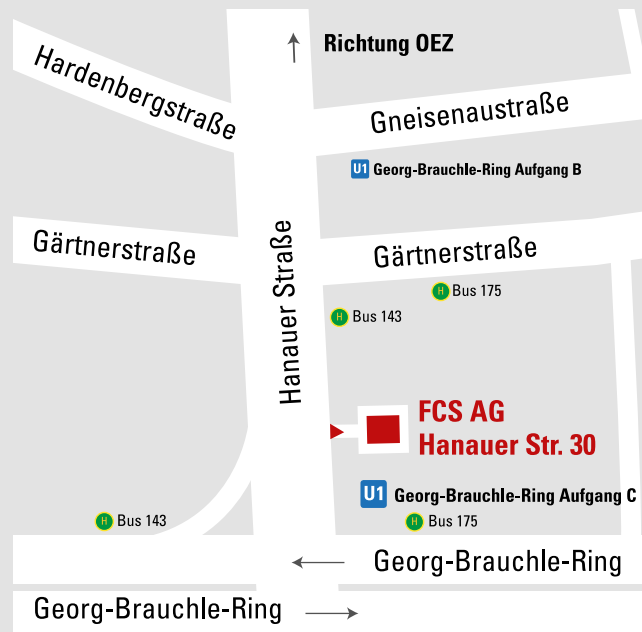 Richtung OEZ
Hardenbergstraße
Gneisenaustraße
U1 Georg-Brauchle-Ring Aufgang B
Gärtnerstraße
Hanauer Straße
Gärtnerstraße
H Bus 175
H Bus 143
FCS AG
Hanauer Str. 30
U1 Georg-Brauchle-Ring Aufgang C
H Bus 143
H Bus 175
Georg-Brauchle-Ring
Georg-Brauchle-Ring